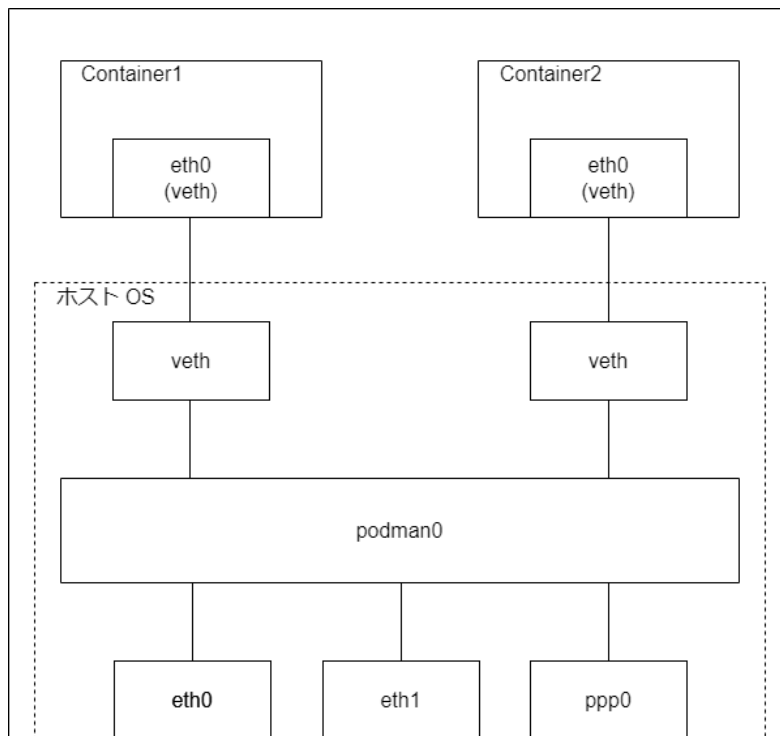 Container1
Container2
eth0
(veth)
eth0
(veth)
ホスト OS
veth
veth
podman0
eth0
eth1
ppp0